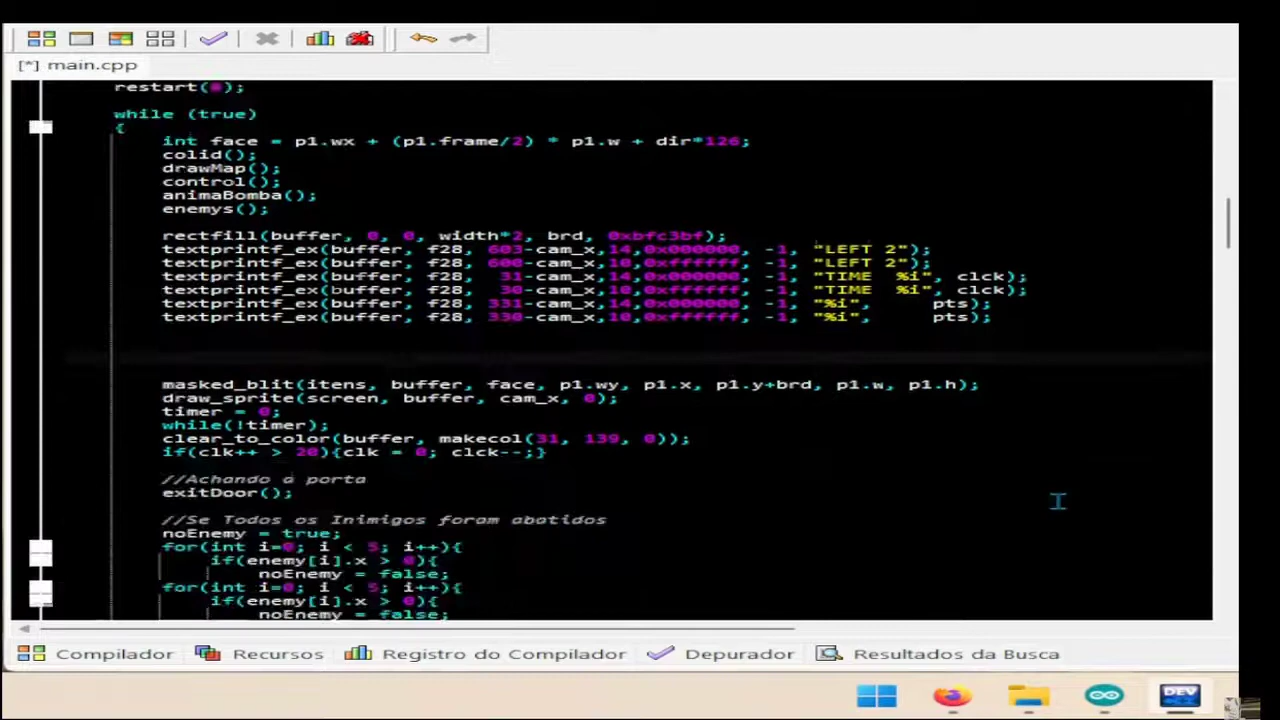 [*] main.cpp
restart(0);
while (true)
{
int face = p1.wx + (p1.frame/2) * p1.w + dir*126;
colid();
drawMap();
control();
animaBomba();
enemys();
rectfill(buffer, 0, 0, width*2, brd, 0xbfc3bf);
textprintf_ex(buffer, f28, 603-cam_x,14,0x000000, -1, "LEFT 2");
textprintf_ex(buffer, f28, 600-cam_x,10,0xffffff, -1, "LEFT 2");
textprintf_ex(buffer, f28, 31-cam_x,14,0x000000, -1, "TIME %i", clck);
textprintf_ex(buffer, f28, 30-cam_x,10,0xffffff, -1, "TIME %i", clck);
textprintf_ex(buffer, f28, 331-cam_x,14,0x000000, -1, "%i", pts);
textprintf_ex(buffer, f28, 330-cam_x,10,0xffffff, -1, "%i", pts);
masked_blit(itens, buffer, face, p1.wy, p1.x, p1.y+brd, p1.w, p1.h);
draw_sprite(screen, buffer, cam_x, 0);
timer = 0;
while(!timer);
clear_to_color(buffer, makecol(31, 139, 0));
if(clk++ > 20){clk = 0; clck--;}
//Achando a porta
exitDoor();
//Se Todos os Inimigos foram abatidos
noEnemy = true;
for(int i=0; i < 5; i++){
if(enemy[i].x > 0){
noEnemy = false;
for(int i=0; i < 5; i++){
if(enemy[i].x > 0){
noEnemy = false;
Compilador Recursos Registro do Compilador Depurador Resultados da Busca
DEV